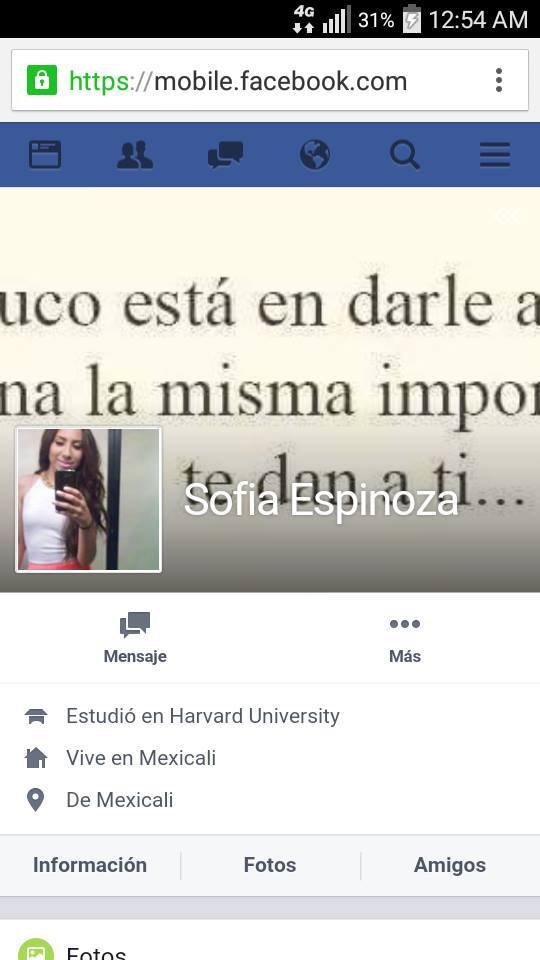 4G 31% 12:54 AM
https://mobile.facebook.com
uco está en darle a
na la misma impor
te dan a ti...
Sofia Espinoza
Mensaje Más
Estudió en Harvard University
Vive en Mexicali
De Mexicali
Información Fotos Amigos
Fotos